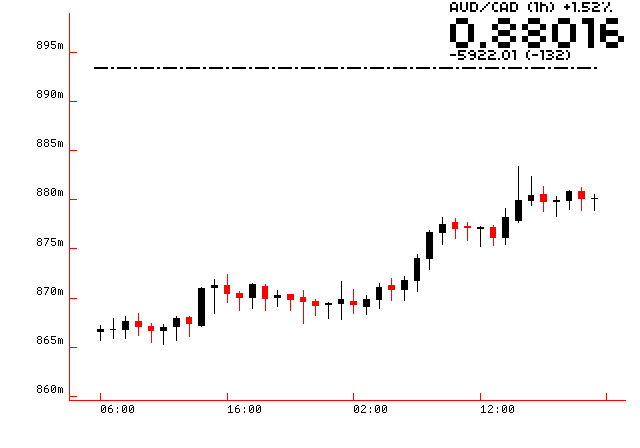 AUD/CAD (1h) +1.52%
0.88016
-5922.01 (-132)
895m
890m
885m
880m
875m
870m
865m
860m
06:00 16:00 02:00 12:00